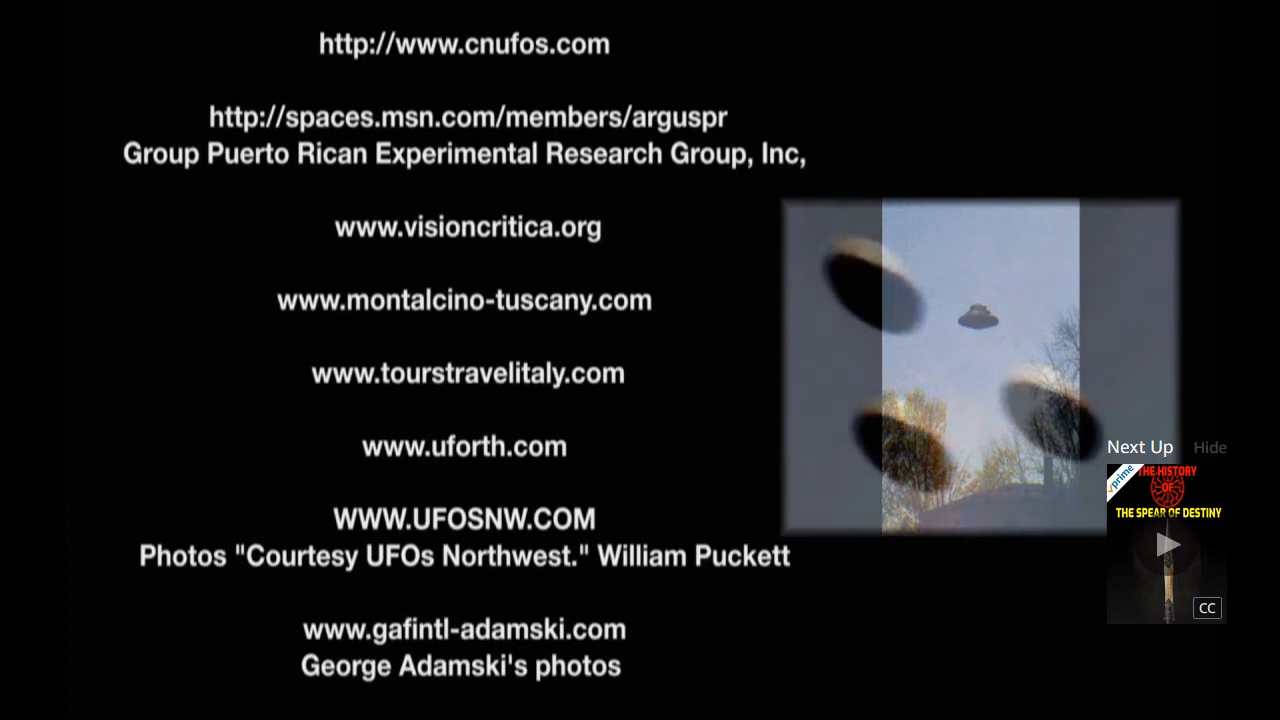 http://www.cnufos.com
http://spaces.msn.com/members/arguspr
Group Puerto Rican Experimental Research Group, Inc,
www.visioncritica.org
www.montalcino-tuscany.com
www.tourstravelitaly.com
www.uforth.com
WWW.UFOSNW.COM
Photos "Courtesy UFOs Northwest." William Puckett
www.gafintl-adamski.com
George Adamski's photos
Next Up Hide
prime
THE HISTORY
OF
THE SPEAR OF DESTINY
CC